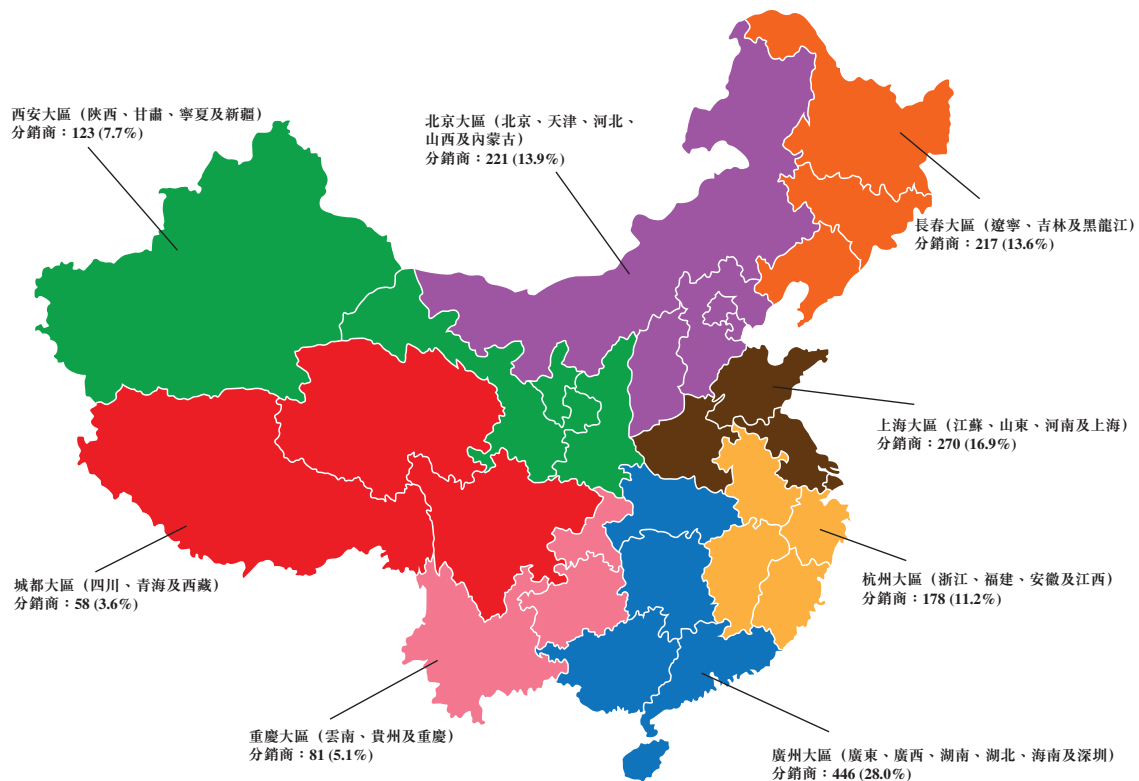 西安大區（陝西、甘肅、寧夏及新疆）
分銷商：123 (7.7%)
北京大區（北京、天津、河北、
山西及內蒙古）
分銷商：221 (13.9%)
長春大區（遼寧、吉林及黑龍江）
分銷商：217 (13.6%)
上海大區（江蘇、山東、河南及上海）
分銷商：270 (16.9%)
城都大區（四川、青海及西藏）
分銷商：58 (3.6%)
杭州大區（浙江、福建、安徽及江西）
分銷商：178 (11.2%)
重慶大區（雲南、貴州及重慶）
分銷商：81 (5.1%)
廣州大區（廣東、廣西、湖南、湖北、海南及深圳）
分銷商：446 (28.0%)